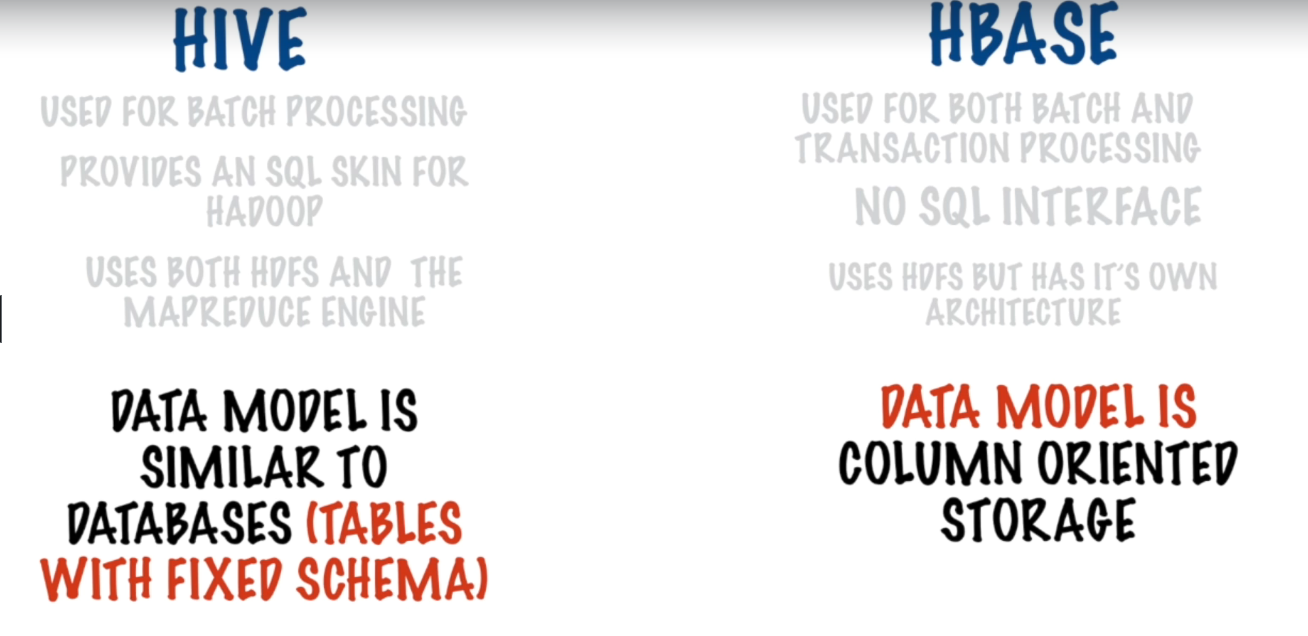 HIVE
USED FOR BATCH PROCESSING
PROVIDES AN SQL SKIN FOR
HADOOP
USES BOTH HDFS AND THE
MAPREDUCE ENGINE
DATA MODEL IS
SIMILAR TO
DATABASES (TABLES
WITH FIXED SCHEMA)
HBASE
USED FOR BOTH BATCH AND
TRANSACTION PROCESSING
NO SQL INTERFACE
USES HDFS BUT HAS IT'S OWN
ARCHITECTURE
DATA MODEL IS
COLUMN ORIENTED
STORAGE